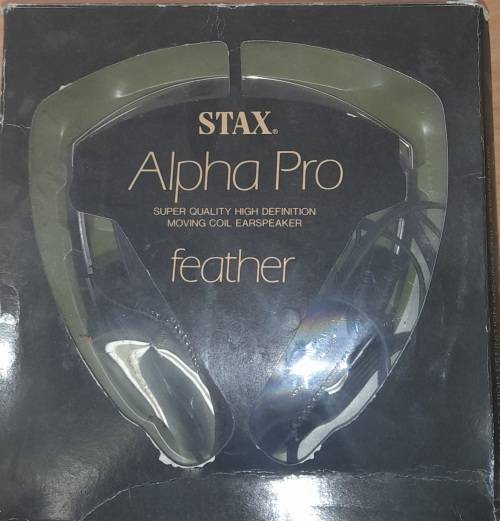 STAX®
Alpha Pro
SUPER QUALITY HIGH DEFINITION
MOVING COIL EARSPEAKER
feather